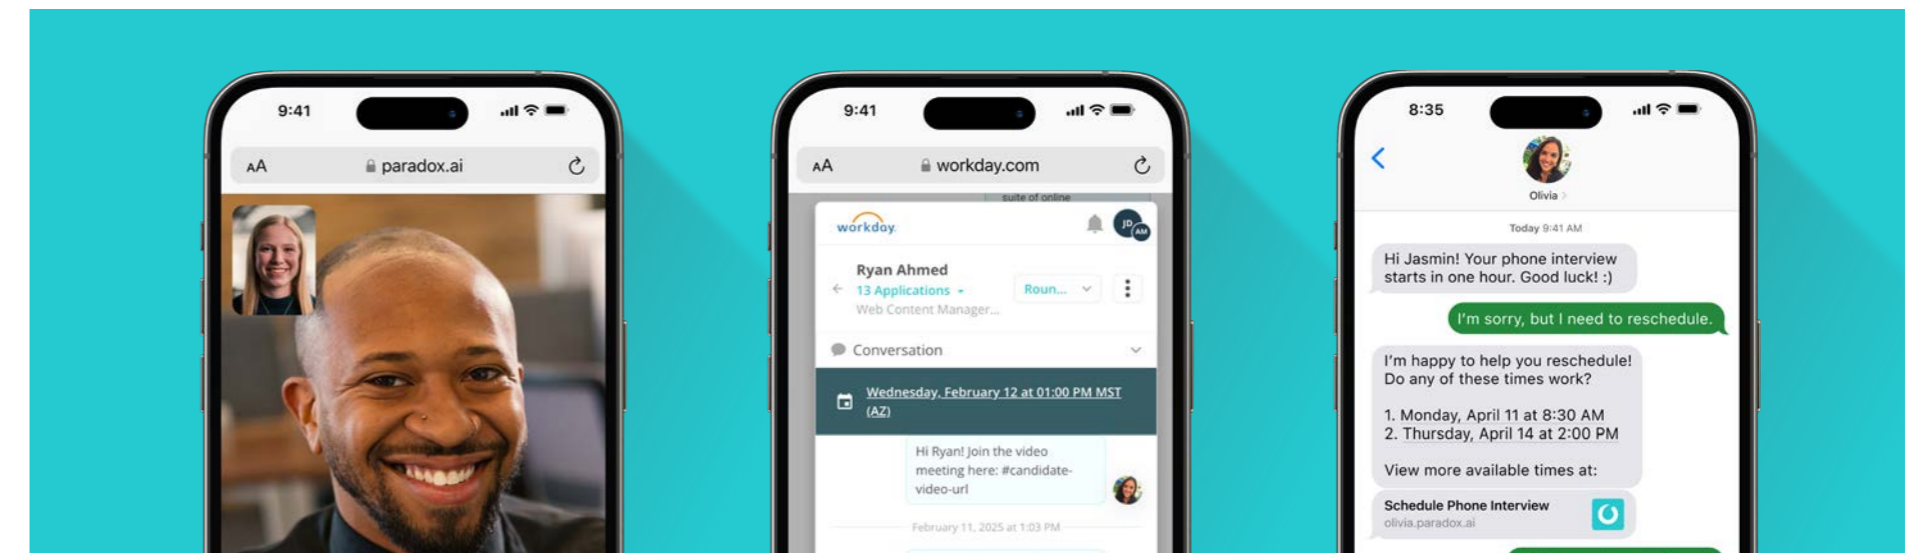 9:41
AA paradox.ai
9:41
AA workday.com
suite of online
workday.
JD
AM
Ryan Ahmed
13 Applications
Roun...
Web Content Manager...
Conversation
Wednesday, February 12 at 01:00 PM MST
(AZ)
Hi Ryan! Join the video
meeting here: #candidate-
video-url
February 11, 2025 at 1:03 PM
8:35
Olivia
Today 9:41 AM
Hi Jasmin! Your phone interview
starts in one hour. Good luck! :)
I'm sorry, but I need to reschedule.
I'm happy to help you reschedule!
Do any of these times work?
1. Monday, April 11 at 8:30 AM
2. Thursday, April 14 at 2:00 PM
View more available times at:
Schedule Phone Interview
olivia.paradox.ai